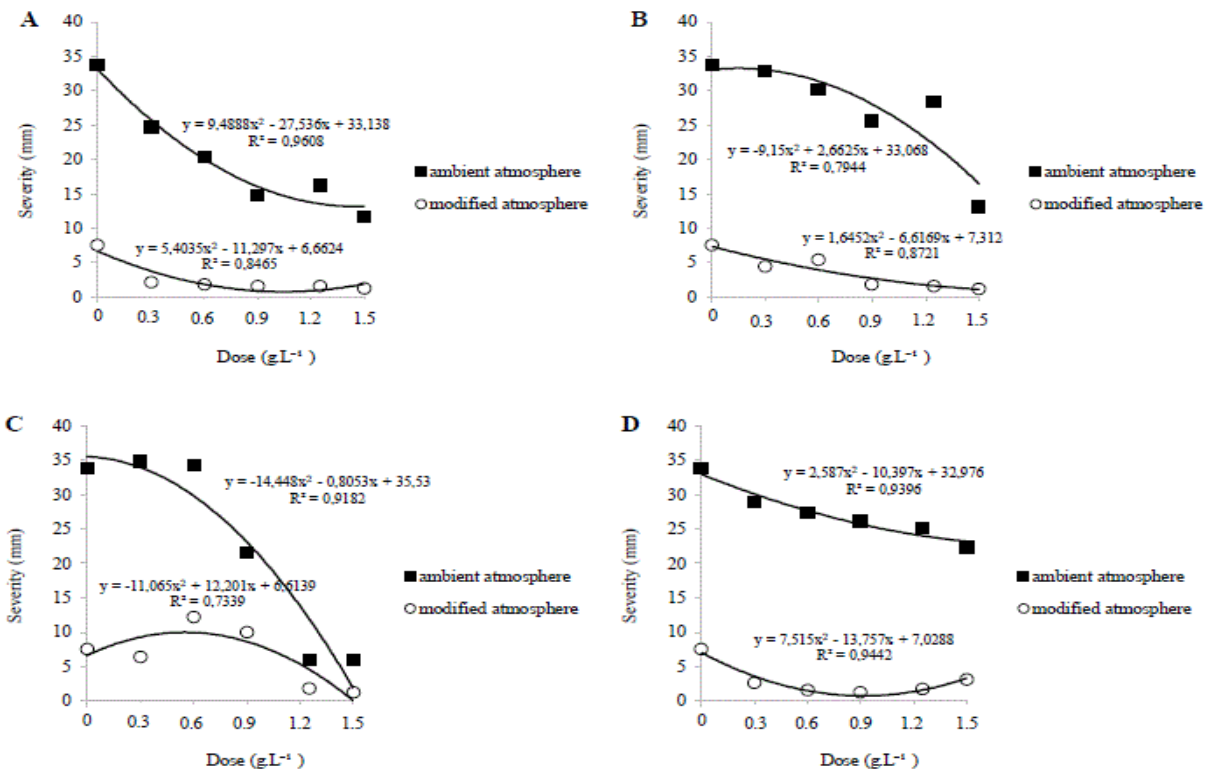 A
40
35
30
25
20
15
10
5
0
Severity (mm)
y = 9,4888x² - 27,536x + 33,138
R² = 0,9608
y = 5,4035x² - 11,297x + 6,6624
R² = 0,8465
0 0.3 0.6 0.9 1.2 1.5
Dose (g.L⁻¹ )
ambient atmosphere
modified atmosphere
B
40
35
30
25
20
15
10
5
0
Severity (mm)
y = -9,15x² + 2,6625x + 33,068
R² = 0,7944
y = 1,6452x² - 6,6169x + 7,312
R² = 0,8721
0 0.3 0.6 0.9 1.2 1.5
Dose (g.L⁻¹ )
ambient atmosphere
modified atmosphere
C
40
35
30
25
20
15
10
5
0
Severity (mm)
y = -14,448x² - 0,8053x + 35,53
R² = 0,9182
y = -11,065x² + 12,201x + 6,6139
R² = 0,7339
0 0.3 0.6 0.9 1.2 1.5
Dose (g.L⁻¹ )
ambient atmosphere
modified atmosphere
D
40
35
30
25
20
15
10
5
0
Severity (mm)
y = 2,587x² - 10,397x + 32,976
R² = 0,9396
y = 7,515x² - 13,757x + 7,0288
R² = 0,9442
0 0.3 0.6 0.9 1.2 1.5
Dose (g.L⁻¹ )
ambient atmosphere
modified atmosphere